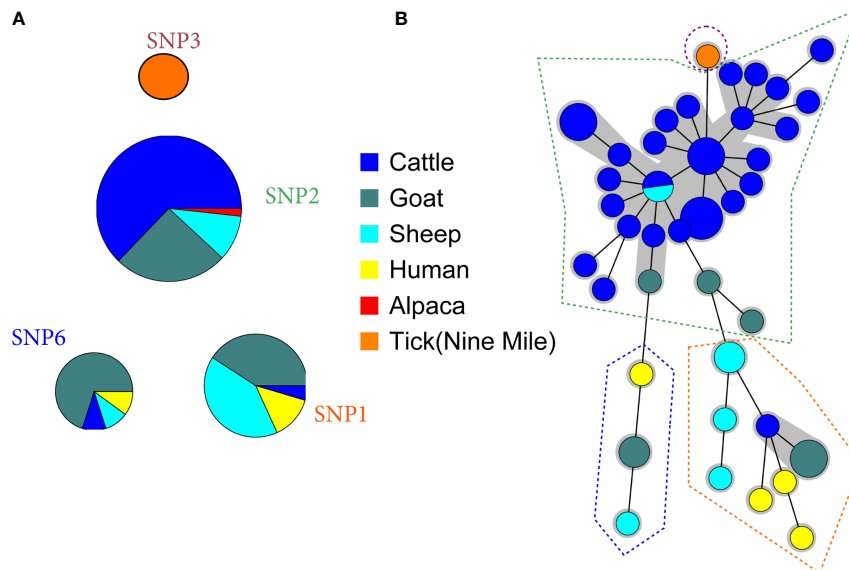 A
SNP3
SNP2
SNP6
SNP1
Cattle
Goat
Sheep
Human
Alpaca
Tick(Nine Mile)
B